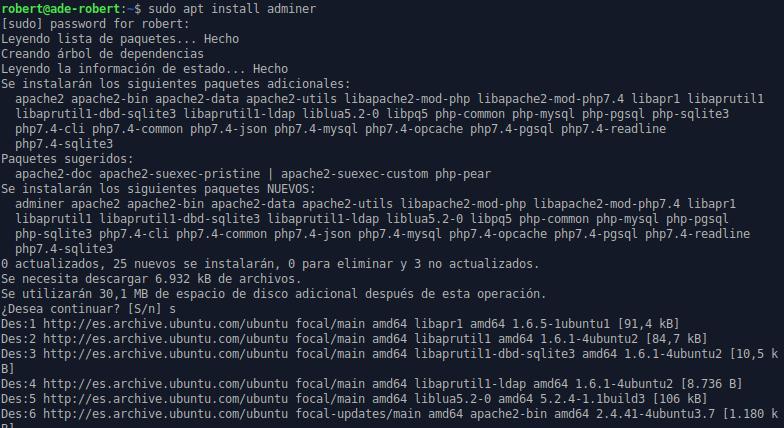 robert@ade-robert:~$ sudo apt install adminer
[sudo] password for robert:
Leyendo lista de paquetes... Hecho
Creando árbol de dependencias
Leyendo la información de estado... Hecho
Se instalarán los siguientes paquetes adicionales:
  apache2 apache2-bin apache2-data apache2-utils libapache2-mod-php libapache2-mod-php7.4 libapr1 libaprutil1
  libaprutil1-dbd-sqlite3 libaprutil1-ldap liblua5.2-0 libpq5 php-common php-mysql php-pgsql php-sqlite3
  php7.4-cli php7.4-common php7.4-json php7.4-mysql php7.4-opcache php7.4-pgsql php7.4-readline
  php7.4-sqlite3
Paquetes sugeridos:
  apache2-doc apache2-suexec-pristine | apache2-suexec-custom php-pear
Se instalarán los siguientes paquetes NUEVOS:
  adminer apache2 apache2-bin apache2-data apache2-utils libapache2-mod-php libapache2-mod-php7.4 libapr1
  libaprutil1 libaprutil1-dbd-sqlite3 libaprutil1-ldap liblua5.2-0 libpq5 php-common php-mysql php-pgsql
  php-sqlite3 php7.4-cli php7.4-common php7.4-json php7.4-mysql php7.4-opcache php7.4-pgsql php7.4-readline
  php7.4-sqlite3
0 actualizados, 25 nuevos se instalarán, 0 para eliminar y 3 no actualizados.
Se necesita descargar 6.932 kB de archivos.
Se utilizarán 30,1 MB de espacio de disco adicional después de esta operación.
¿Desea continuar? [S/n] s
Des:1 http://es.archive.ubuntu.com/ubuntu focal/main amd64 libapr1 amd64 1.6.5-1ubuntu1 [91,4 kB]
Des:2 http://es.archive.ubuntu.com/ubuntu focal/main amd64 libaprutil1 amd64 1.6.1-4ubuntu2 [84,7 kB]
Des:3 http://es.archive.ubuntu.com/ubuntu focal/main amd64 libaprutil1-dbd-sqlite3 amd64 1.6.1-4ubuntu2 [10,5 k
B]
Des:4 http://es.archive.ubuntu.com/ubuntu focal/main amd64 libaprutil1-ldap amd64 1.6.1-4ubuntu2 [8.736 B]
Des:5 http://es.archive.ubuntu.com/ubuntu focal/main amd64 liblua5.2-0 amd64 5.2.4-1.1build3 [106 kB]
Des:6 http://es.archive.ubuntu.com/ubuntu focal-updates/main amd64 apache2-bin amd64 2.4.41-4ubuntu3.7 [1.180 k
B]